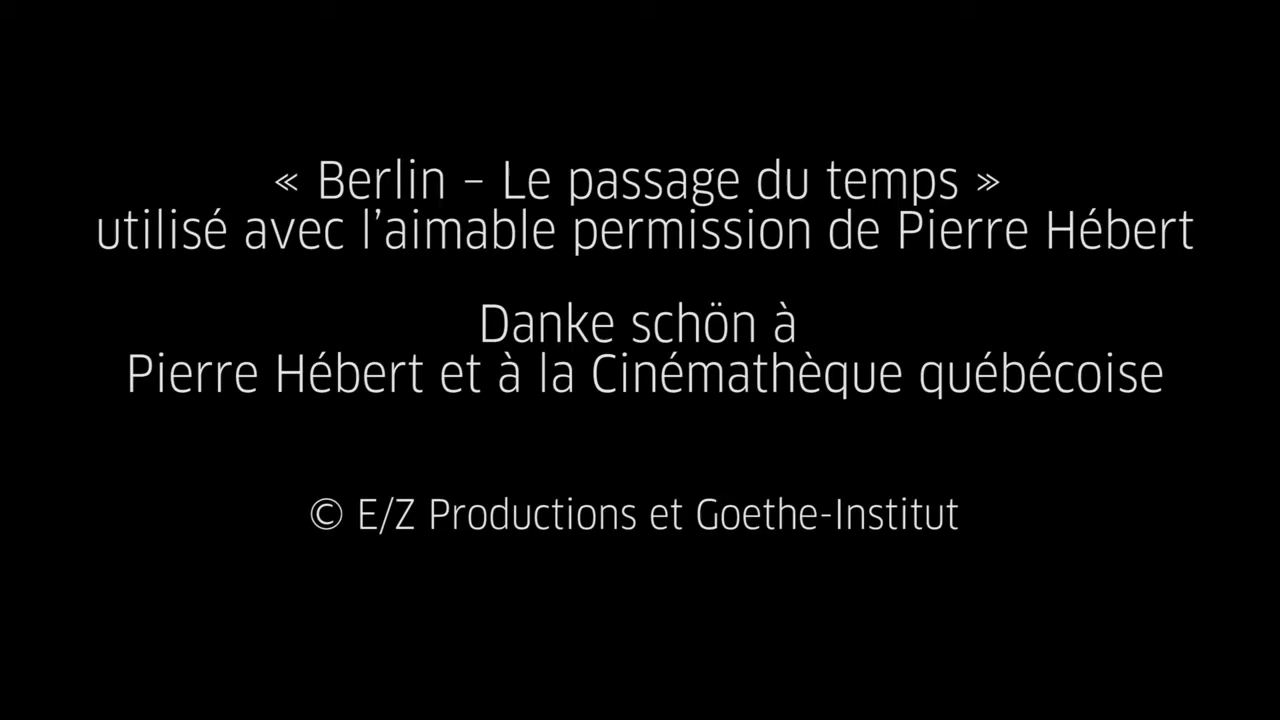 « Berlin – Le passage du temps »
utilisé avec l’aimable permission de Pierre Hébert
Danke schön à
Pierre Hébert et à la Cinémathèque québécoise
© E/Z Productions et Goethe-Institut